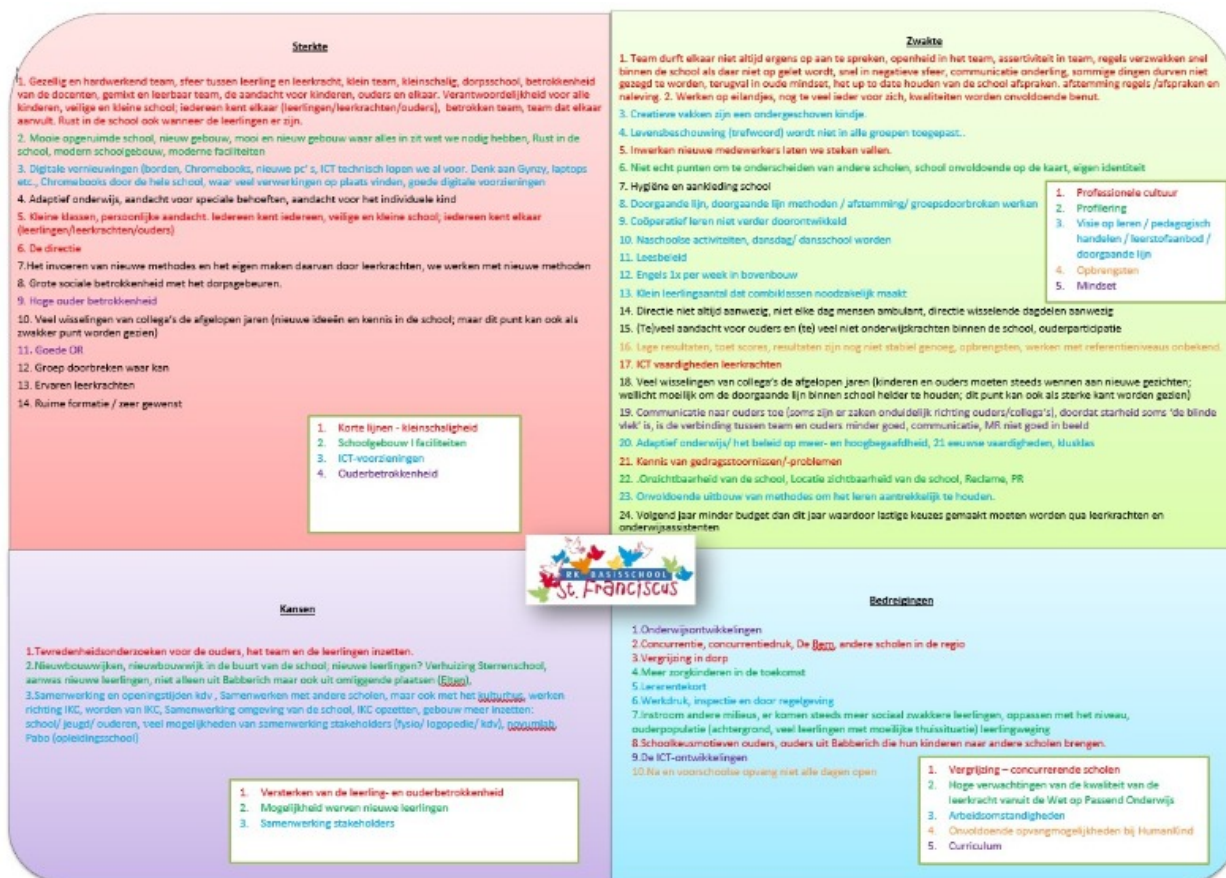 Sterkte
1. Gezellig en hardwerkend team, sfeer tussen leerling en leerkracht, klein team, kleinschalig, dorpsschool, betrokkenheid
van de docenten, gemixt en leerbaar team, de aandacht voor kinderen, ouders en elkaar. Verantwoordelijkheid voor alle
kinderen, veilige en kleine school; iedereen kent elkaar (leerlingen/leerkrachten/ouders), betrokken team, team dat elkaar
aanvult. Rust in de school ook wanneer de leerlingen er zijn.
2. Mooie opgeruimde school, nieuw gebouw, mooi en nieuw gebouw waar alles in zit wat we nodig hebben, Rust in de
school, modern schoolgebouw, moderne faciliteiten
3. Digitale vernieuwingen (borden, Chromebooks, nieuwe pc' s, ICT technisch lopen we al voor. Denk aan Gynzy, laptops
etc., Chromebooks door de hele school, waar veel verwerkingen op plaats vinden, goede digitale voorzieningen
4. Adaptief onderwijs, aandacht voor speciale behoeften, aandacht voor het individuele kind
5. Kleine klassen, persoonlijke aandacht. Iedereen kent iedereen, veilige en kleine school; iedereen kent elkaar
(leerlingen/leerkrachten/ouders)
6. De directie
7.Het invoeren van nieuwe methodes en het eigen maken daarvan door leerkrachten, we werken met nieuwe methoden
8. Grote sociale betrokkenheid met het dorpsgebeuren.
9. Hoge ouder betrokkenheid
10. Veel wisselingen van collega's de afgelopen jaren (nieuwe ideeën en kennis in de school; maar dit punt kan ook als
zwakker punt worden gezien)
11. Goede OR
12. Groep doorbreken waar kan
13. Ervaren leerkrachten
14. Ruime formatie / zeer gewenst
1. Korte lijnen - kleinschaligheid
2. Schoolgebouw I faciliteiten
3. ICT-voorzieningen
4. Ouderbetrokkenheid
Zwakte
1. Team durft elkaar niet altijd ergens op aan te spreken, openheid in het team, assertiviteit in team, regels verzwakken snel
binnen de school als daar niet op gelet wordt, snel in negatieve sfeer, communicatie onderling, sommige dingen durven niet
gezegd te worden, terugval in oude mindset, het up to date houden van de school afspraken. afstemming regels /afspraken en
naleving. 2. Werken op eilandjes, nog te veel ieder voor zich, kwaliteiten worden onvoldoende benut.
3. Creatieve vakken zijn een ondergeschoven kindje.
4. Levensbeschouwing (trefwoord) wordt niet in alle groepen toegepast..
5. Inwerken nieuwe medewerkers laten we steken vallen.
6. Niet echt punten om te onderscheiden van andere scholen, school onvoldoende op de kaart, eigen identiteit
7. Hygiëne en aankleding school
8. Doorgaande lijn, doorgaande lijn methoden / afstemming/ groepsdoorbroken werken
9. Coöperatief leren niet verder doorontwikkeld
10. Naschoolse activiteiten, dansdag/ dansschool worden
11. Leesbeleid
12. Engels 1x per week in bovenbouw
13. Klein leerlingsantal dat combiklassen noodzakelijk maakt
14. Directie niet altijd aanwezig, niet elke dag mensen ambulant, directie wisselende dagdelen aanwezig
15. (Te)veel aandacht voor ouders en (te) veel niet onderwijskrachten binnen de school, ouderparticipatie
16. Lage resultaten, toet scores, resultaten zijn nog niet stabiel genoeg, opbrengsten, werken met referentieniveaus onbekend.
17. ICT vaardigheden leerkrachten
18. Veel wisselingen van collega's de afgelopen jaren (kinderen en ouders moeten steeds wennen aan nieuwe gezichten;
wellicht moeilijk om de doorgaande lijn binnen school helder te houden; dit punt kan ook als sterke kant worden gezien)
19. Communicatie naar ouders toe (soms zijn er zaken onduidelijk richting ouders/collega's), doordat starheid soms 'de blinde
vlek' is, is de verbinding tussen team en ouders minder goed, communicatie, MR niet goed in beeld
20. Adaptief onderwijs/ het beleid op meer- en hoogbegaafdheid, 21 eeuwse vaardigheden, klusklas
21. Kennis van gedragsstoornissen/-problemen
22. .Onzichtbaarheid van de school, Locatie zichtbaarheid van de school, Reclame, PR
23. Onvoldoende uitbouw van methodes om het leren aantrekkelijk te houden.
24. Volgend jaar minder budget dan dit jaar waardoor lastige keuzes gemaakt moeten worden qua leerkrachten en
onderwijsassistenten
1. Professionele cultuur
2. Profilering
3. Visie op leren / pedagogisch
handelen / leerstofaanbod /
doorgaande lijn
4. Opbrengsten
5. Mindset
RK BASISSCHOOL
St. Franciscus
Kansen
1.Tevredenheidsonderzoeken voor de ouders, het team en de leerlingen inzetten.
2.Nieuwbouwwijken, nieuwbouwwijk in de buurt van de school; nieuwe leerlingen? Verhuizing Sterrenschool,
aanwas nieuwe leerlingen, niet alleen uit Babberich maar ook uit omliggende plaatsen (Elten),
3.Samenwerking en openingstijden kdv , Samenwerken met andere scholen, maar ook met het kulturhus, werken
richting IKC, worden van IKC, Samenwerking omgeving van de school, IKC opzetten, gebouw meer inzetten:
school/ jeugd/ ouderen, veel mogelijkheden van samenwerking stakeholders (fysio/ logopedie/ kdv), novumlab,
Pabo (opleidingsschool)
1. Versterken van de leerling- en ouderbetrokkenheid
2. Mogelijkheid werven nieuwe leerlingen
3. Samenwerking stakeholders
Bedreigingen
1.Onderwijsontwikkelingen
2.Concurrentie, concurrentiedruk, De Bem, andere scholen in de regio
3.Vergrijzing in dorp
4.Meer zorgkinderen in de toekomst
5.Lerarentekort
6.Werkdruk, inspectie en door regelgeving
7.Instroom andere milieus, er komen steeds meer sociaal zwakkere leerlingen, oppassen met het niveau,
ouderpopulatie (achtergrond, veel leerlingen met moeilijke thuissituatie) leerlingweging
8.Schoolkeusmotieven ouders, ouders uit Babberich die hun kinderen naar andere scholen brengen.
9.De ICT-ontwikkelingen
10.Na en voorschoolse opvang niet alle dagen open
1. Vergrijzing – concurrerende scholen
2. Hoge verwachtingen van de kwaliteit van de
leerkracht vanuit de Wet op Passend Onderwijs
3. Arbeidsomstandigheden
4. Onvoldoende opvangmogelijkheden bij HumanKind
5. Curriculum